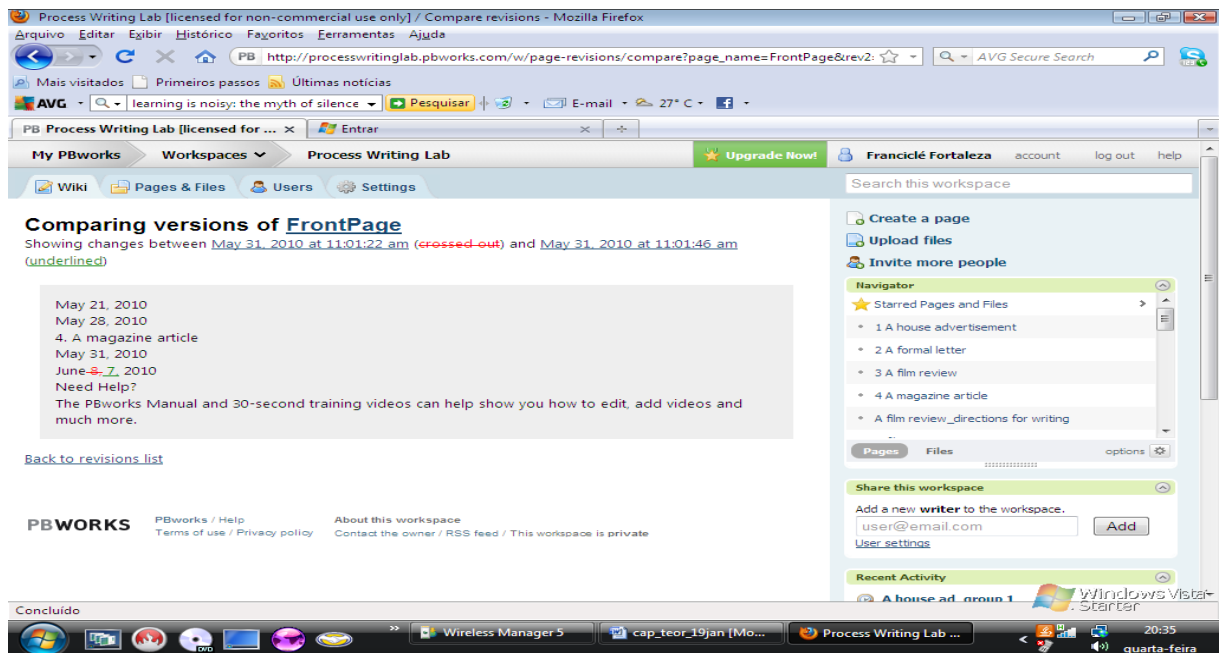 Process Writing Lab [licensed for non-commercial use only] / Compare revisions - Mozilla Firefox
Arquivo Editar Exibir Histórico Favoritos Ferramentas Ajuda
PB http://processwritinglab.pbworks.com/w/page-revisions/compare?page_name=FrontPage&rev2: AVG Secure Search
Mais visitados Primeiros passos Últimas notícias
AVG learning is noisy: the myth of silence Pesquisar E-mail 27° C
PB Process Writing Lab [licensed for ... Entrar
My PBworks Workspaces Process Writing Lab Upgrade Now! Franciclé Fortaleza account log out help
Wiki Pages & Files Users Settings Search this workspace
Comparing versions of FrontPage
Showing changes between May 31, 2010 at 11:01:22 am (crossed out) and May 31, 2010 at 11:01:46 am
(underlined)
May 21, 2010
May 28, 2010
4. A magazine article
May 31, 2010
June 8, 7, 2010
Need Help?
The PBworks Manual and 30-second training videos can help show you how to edit, add videos and
much more.
Back to revisions list
PBWORKS
PBworks / Help
Terms of use / Privacy policy
About this workspace
Contact the owner / RSS feed / This workspace is private
Create a page
Upload files
Invite more people
Navigator
Starred Pages and Files
1 A house advertisement
2 A formal letter
3 A film review
4 A magazine article
A film review_directions for writing
Pages Files options
Share this workspace
Add a new writer to the workspace.
user@email.com Add
User settings
Recent Activity
A house ad group 1
Windows Vista
Starter
Concluído
DVD
Wireless Manager 5 cap_teor_19jan [Mo... Process Writing Lab ... 20:35
quarta-feira